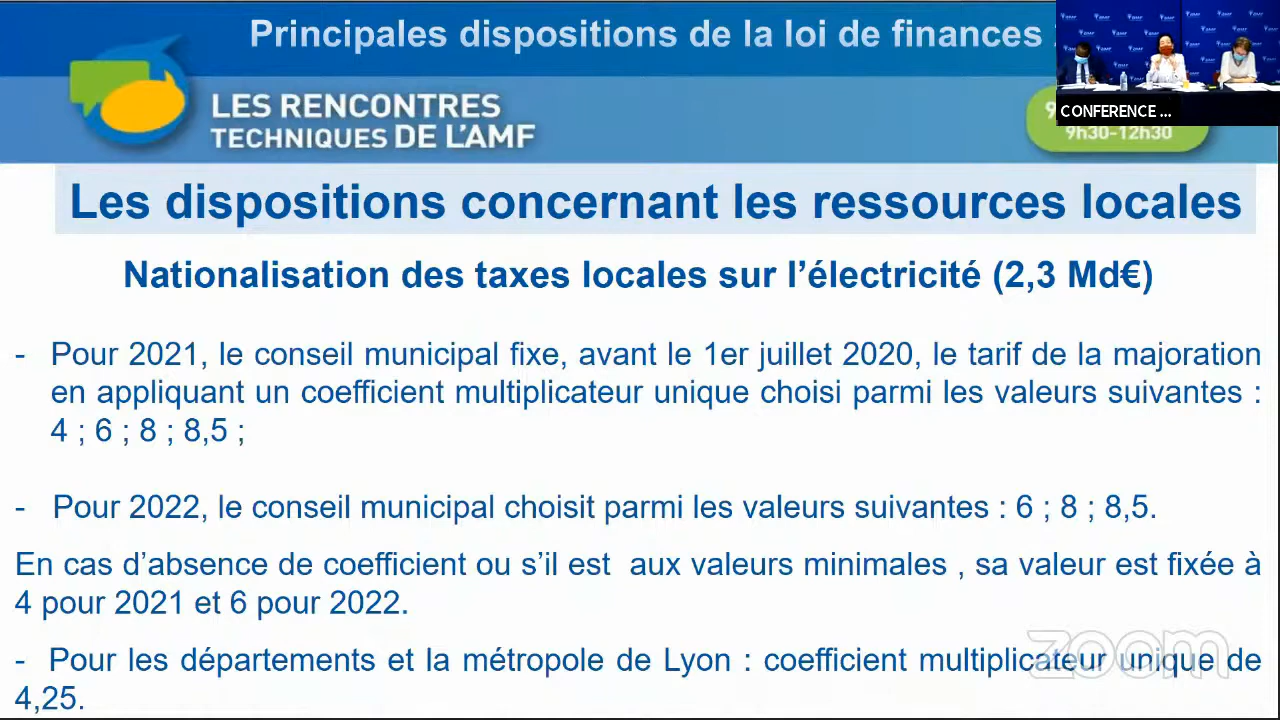 Principales dispositions de la loi de finances
LES RENCONTRES
TECHNIQUES DE L'AMF
CONFERENCE ...
9h30-12h30
Les dispositions concernant les ressources locales
Nationalisation des taxes locales sur l’électricité (2,3 Md€)
- Pour 2021, le conseil municipal fixe, avant le 1er juillet 2020, le tarif de la majoration
en appliquant un coefficient multiplicateur unique choisi parmi les valeurs suivantes :
4 ; 6 ; 8 ; 8,5 ;
- Pour 2022, le conseil municipal choisit parmi les valeurs suivantes : 6 ; 8 ; 8,5.
En cas d’absence de coefficient ou s’il est aux valeurs minimales , sa valeur est fixée à
4 pour 2021 et 6 pour 2022.
- Pour les départements et la métropole de Lyon : coefficient multiplicateur unique de
4,25.
zoom